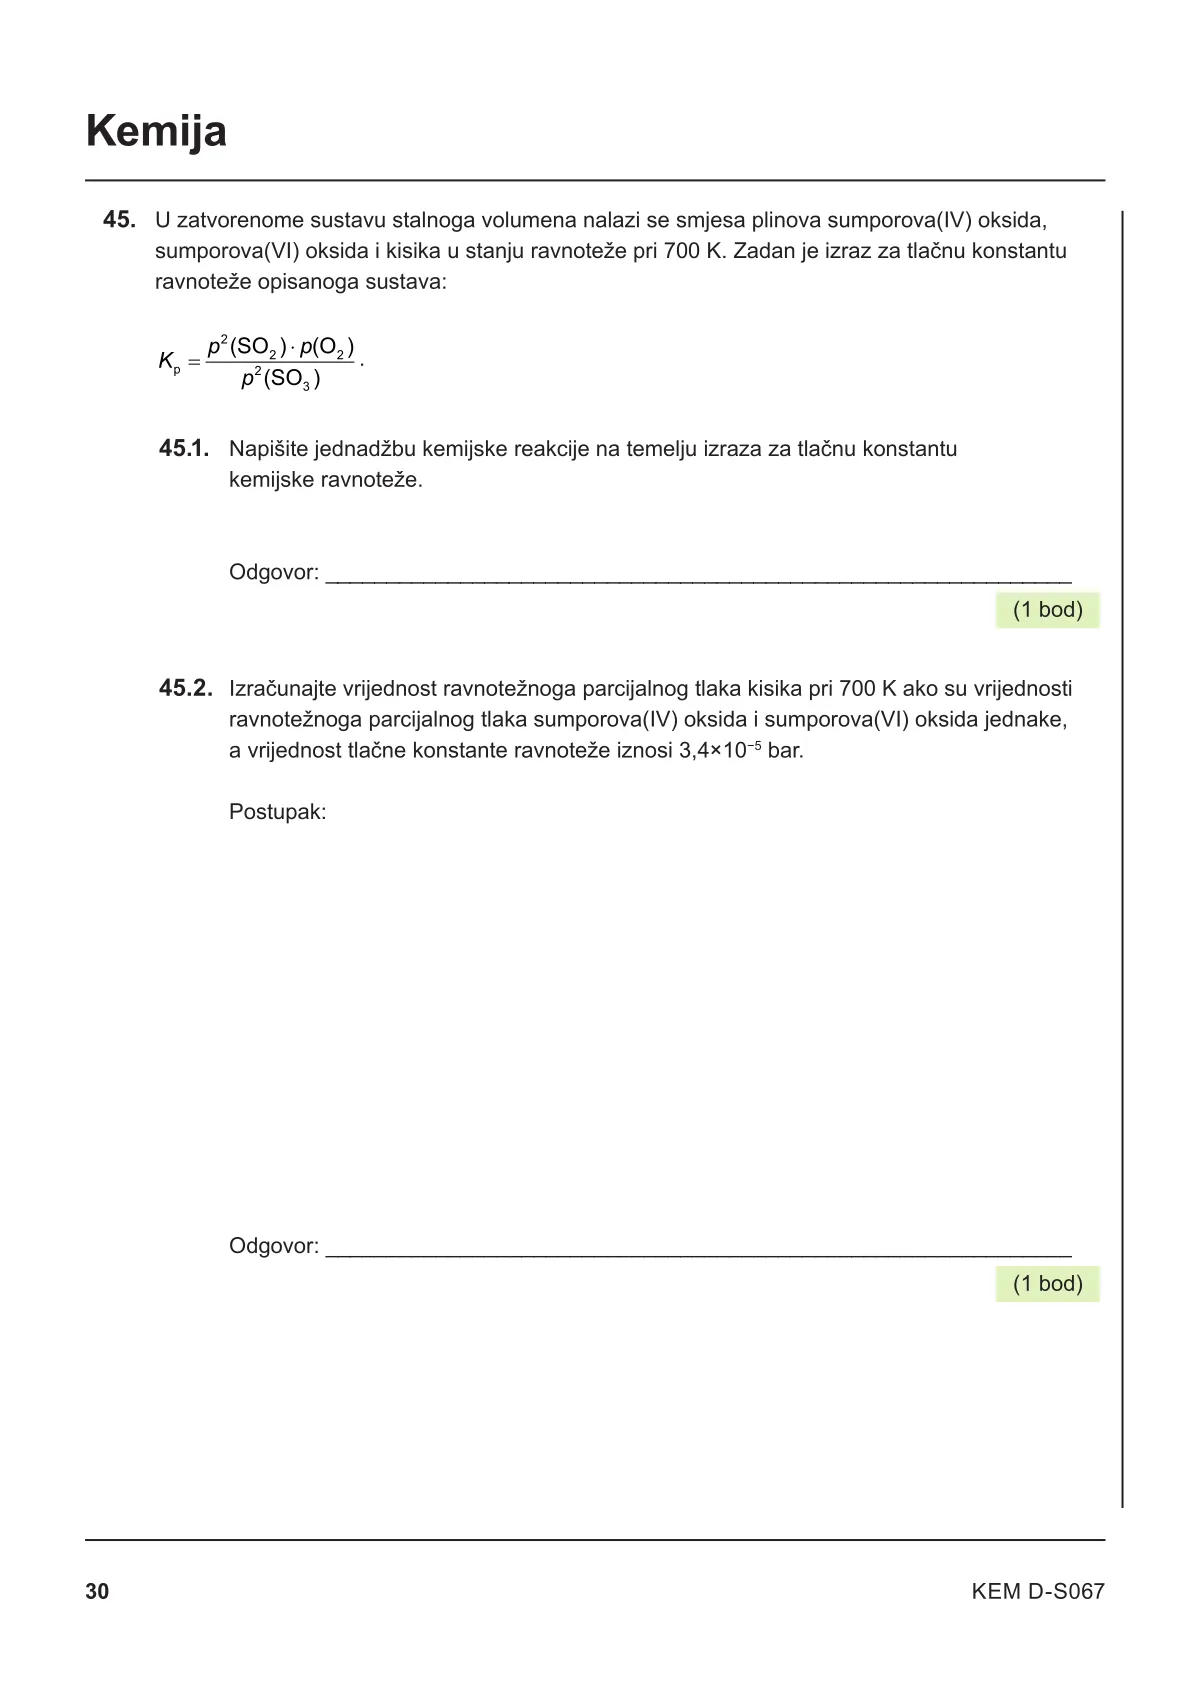 Kemija
45. U zatvorenome sustavu stalnoga volumena nalazi se smjesa plinova sumporova(IV) oksida,
sumporova(VI) oksida i kisika u stanju ravnoteže pri 700 K. Zadan je izraz za tlačnu konstantu
ravnoteže opisanoga sustava:
Kₚ = p²(SO₂) · p(O₂) / p²(SO₃) .
45.1. Napišite jednadžbu kemijske reakcije na temelju izraza za tlačnu konstantu
kemijske ravnoteže.
Odgovor: _____________________________________________________________
(1 bod)
45.2. Izračunajte vrijednost ravnotežnoga parcijalnog tlaka kisika pri 700 K ako su vrijednosti
ravnotežnoga parcijalnog tlaka sumporova(IV) oksida i sumporova(VI) oksida jednake,
a vrijednost tlačne konstante ravnoteže iznosi 3,4×10⁻⁵ bar.
Postupak:
Odgovor: _____________________________________________________________
(1 bod)
30 KEM D-S067